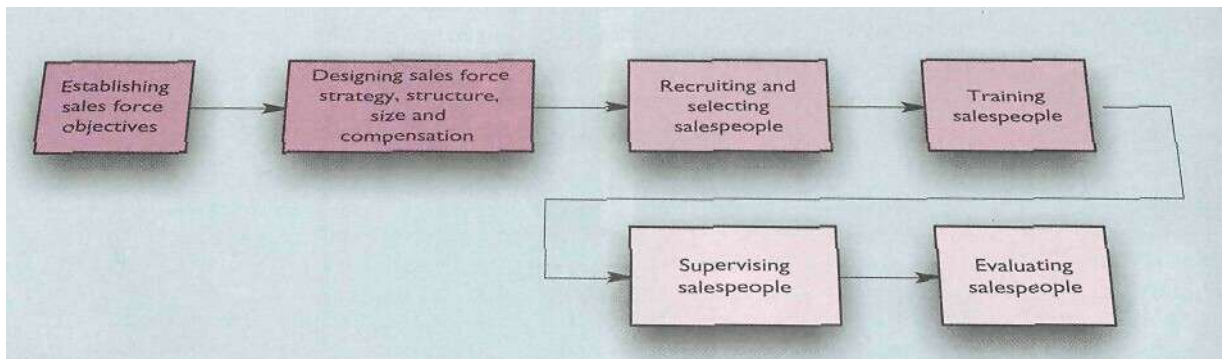 Establishing
sales force
objectives
Designing sales force
strategy, structure,
size and
compensation
Recruiting and
selecting
salespeople
Training
salespeople
Supervising
salespeople
Evaluating
salespeople